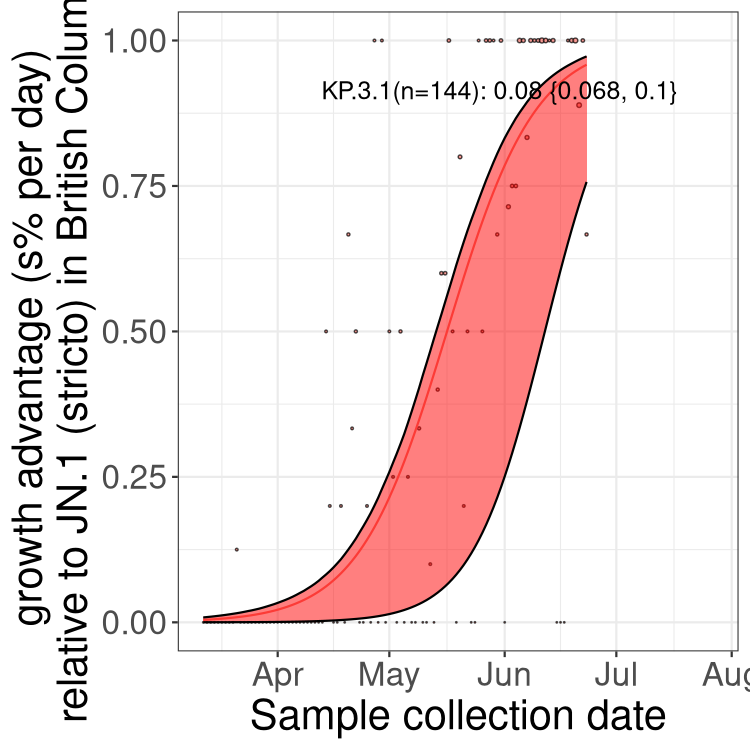 growth advantage (s% per day)
relative to JN.1 (stricto) in British Colum
1.00
0.75
0.50
0.25
0.00
KP.3.1(n=144): 0.08 {0.068, 0.1}
Apr May Jun Jul Aug
Sample collection date